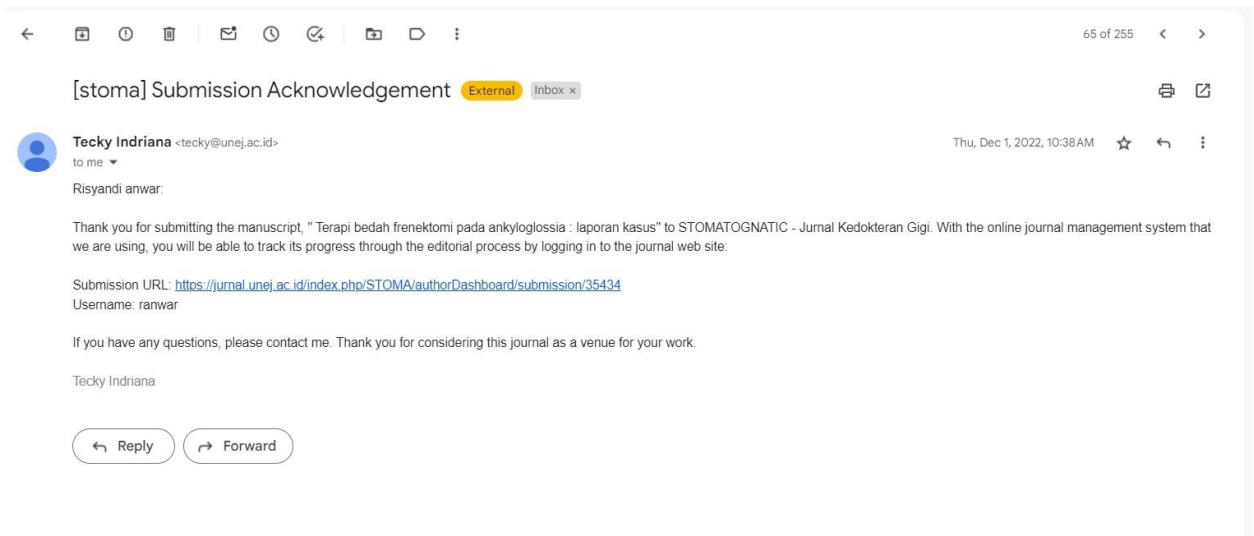 65 of 255
[stoma] Submission Acknowledgement External Inbox ×
Tecky Indriana <tecky@unej.ac.id> Thu, Dec 1, 2022, 10:38 AM
to me
Risyandi anwar:
Thank you for submitting the manuscript, " Terapi bedah frenektomi pada ankyloglossia : laporan kasus" to STOMATOGNATIC - Jurnal Kedokteran Gigi. With the online journal management system that
we are using, you will be able to track its progress through the editorial process by logging in to the journal web site:
Submission URL: https://jurnal.unej.ac.id/index.php/STOMA/authorDashboard/submission/35434
Username: ranwar
If you have any questions, please contact me. Thank you for considering this journal as a venue for your work.
Tecky Indriana
Reply Forward